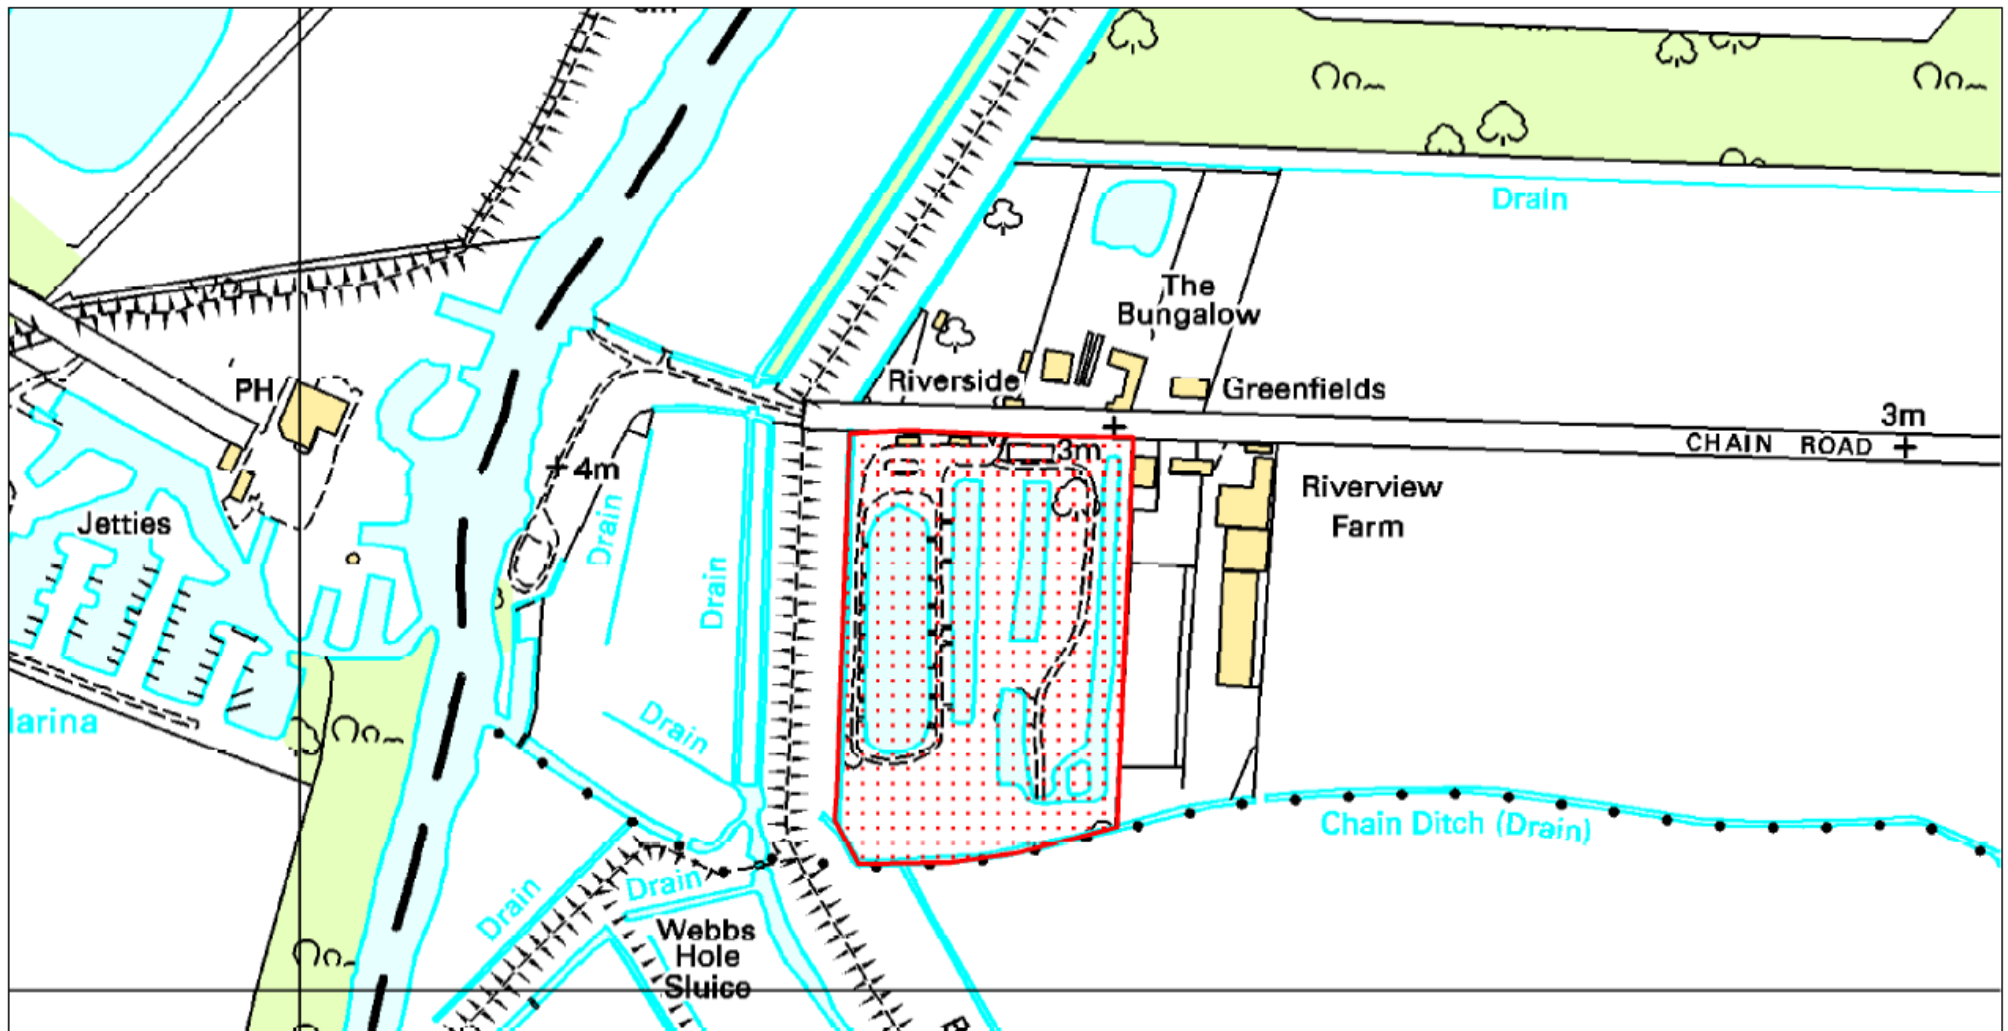 Drain
The
Bungalow
PH
Riverside
Greenfields
3m
CHAIN ROAD
4m
3m
Riverview
Farm
Jetties
Drain
Drain
Drain
Chain Ditch (Drain)
Drain
Drain
Webbs
Hole
Sluice